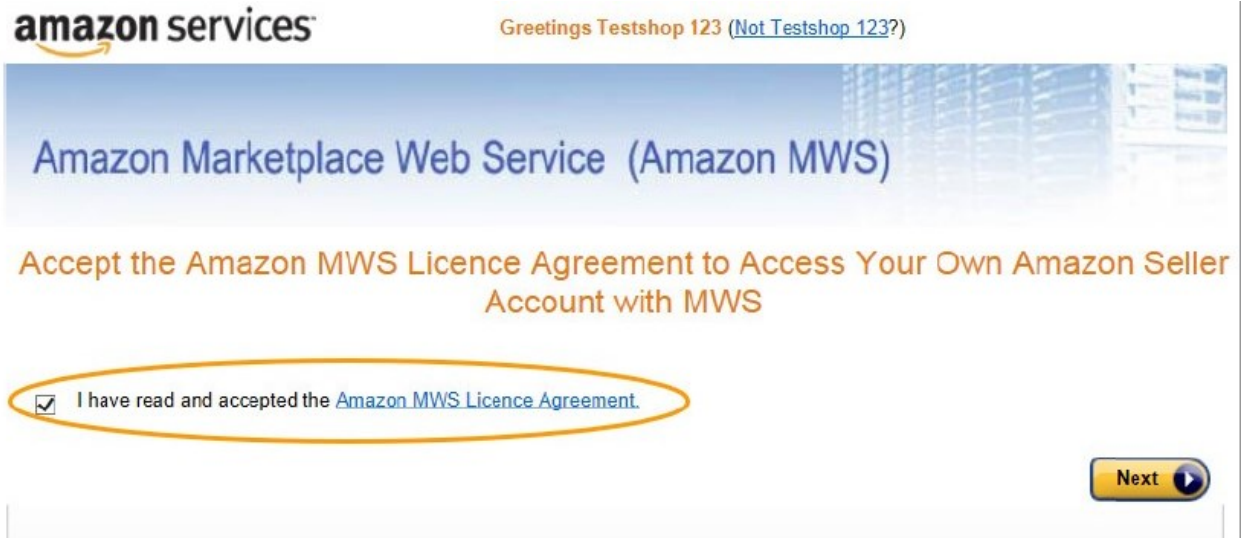 amazon services
Greetings Testshop 123 (Not Testshop 123?)
Amazon Marketplace Web Service (Amazon MWS)
Accept the Amazon MWS Licence Agreement to Access Your Own Amazon Seller
Account with MWS
I have read and accepted the Amazon MWS Licence Agreement.
Next